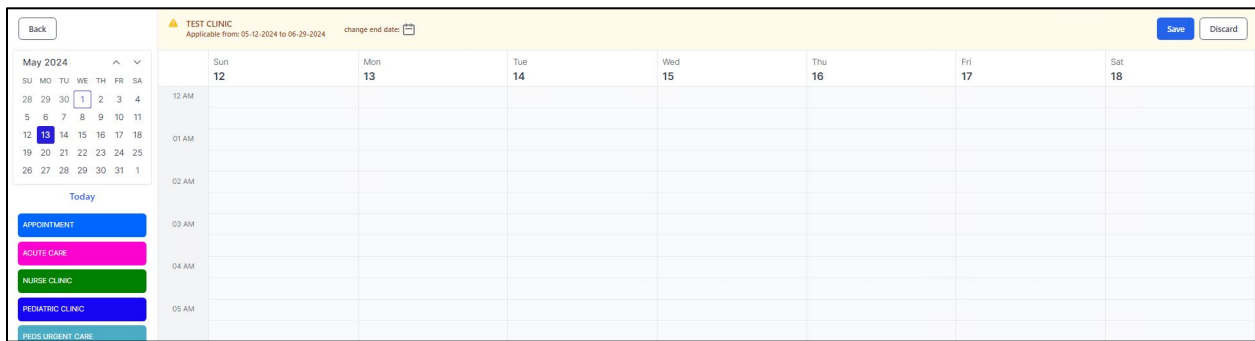 Back
TEST CLINIC
Applicable from: 05-12-2024 to 06-29-2024
change end date:
Save
Discard
May 2024
SU MO TU WE TH FR SA
28 29 30 1 2 3 4
5 6 7 8 9 10 11
12 13 14 15 16 17 18
19 20 21 22 23 24 25
26 27 28 29 30 31 1
Today
APPOINTMENT
ACUTE CARE
NURSE CLINIC
PEDIATRIC CLINIC
PEDS URGENT CARE
Sun Mon Tue Wed Thu Fri Sat
12 13 14 15 16 17 18
12 AM
01 AM
02 AM
03 AM
04 AM
05 AM